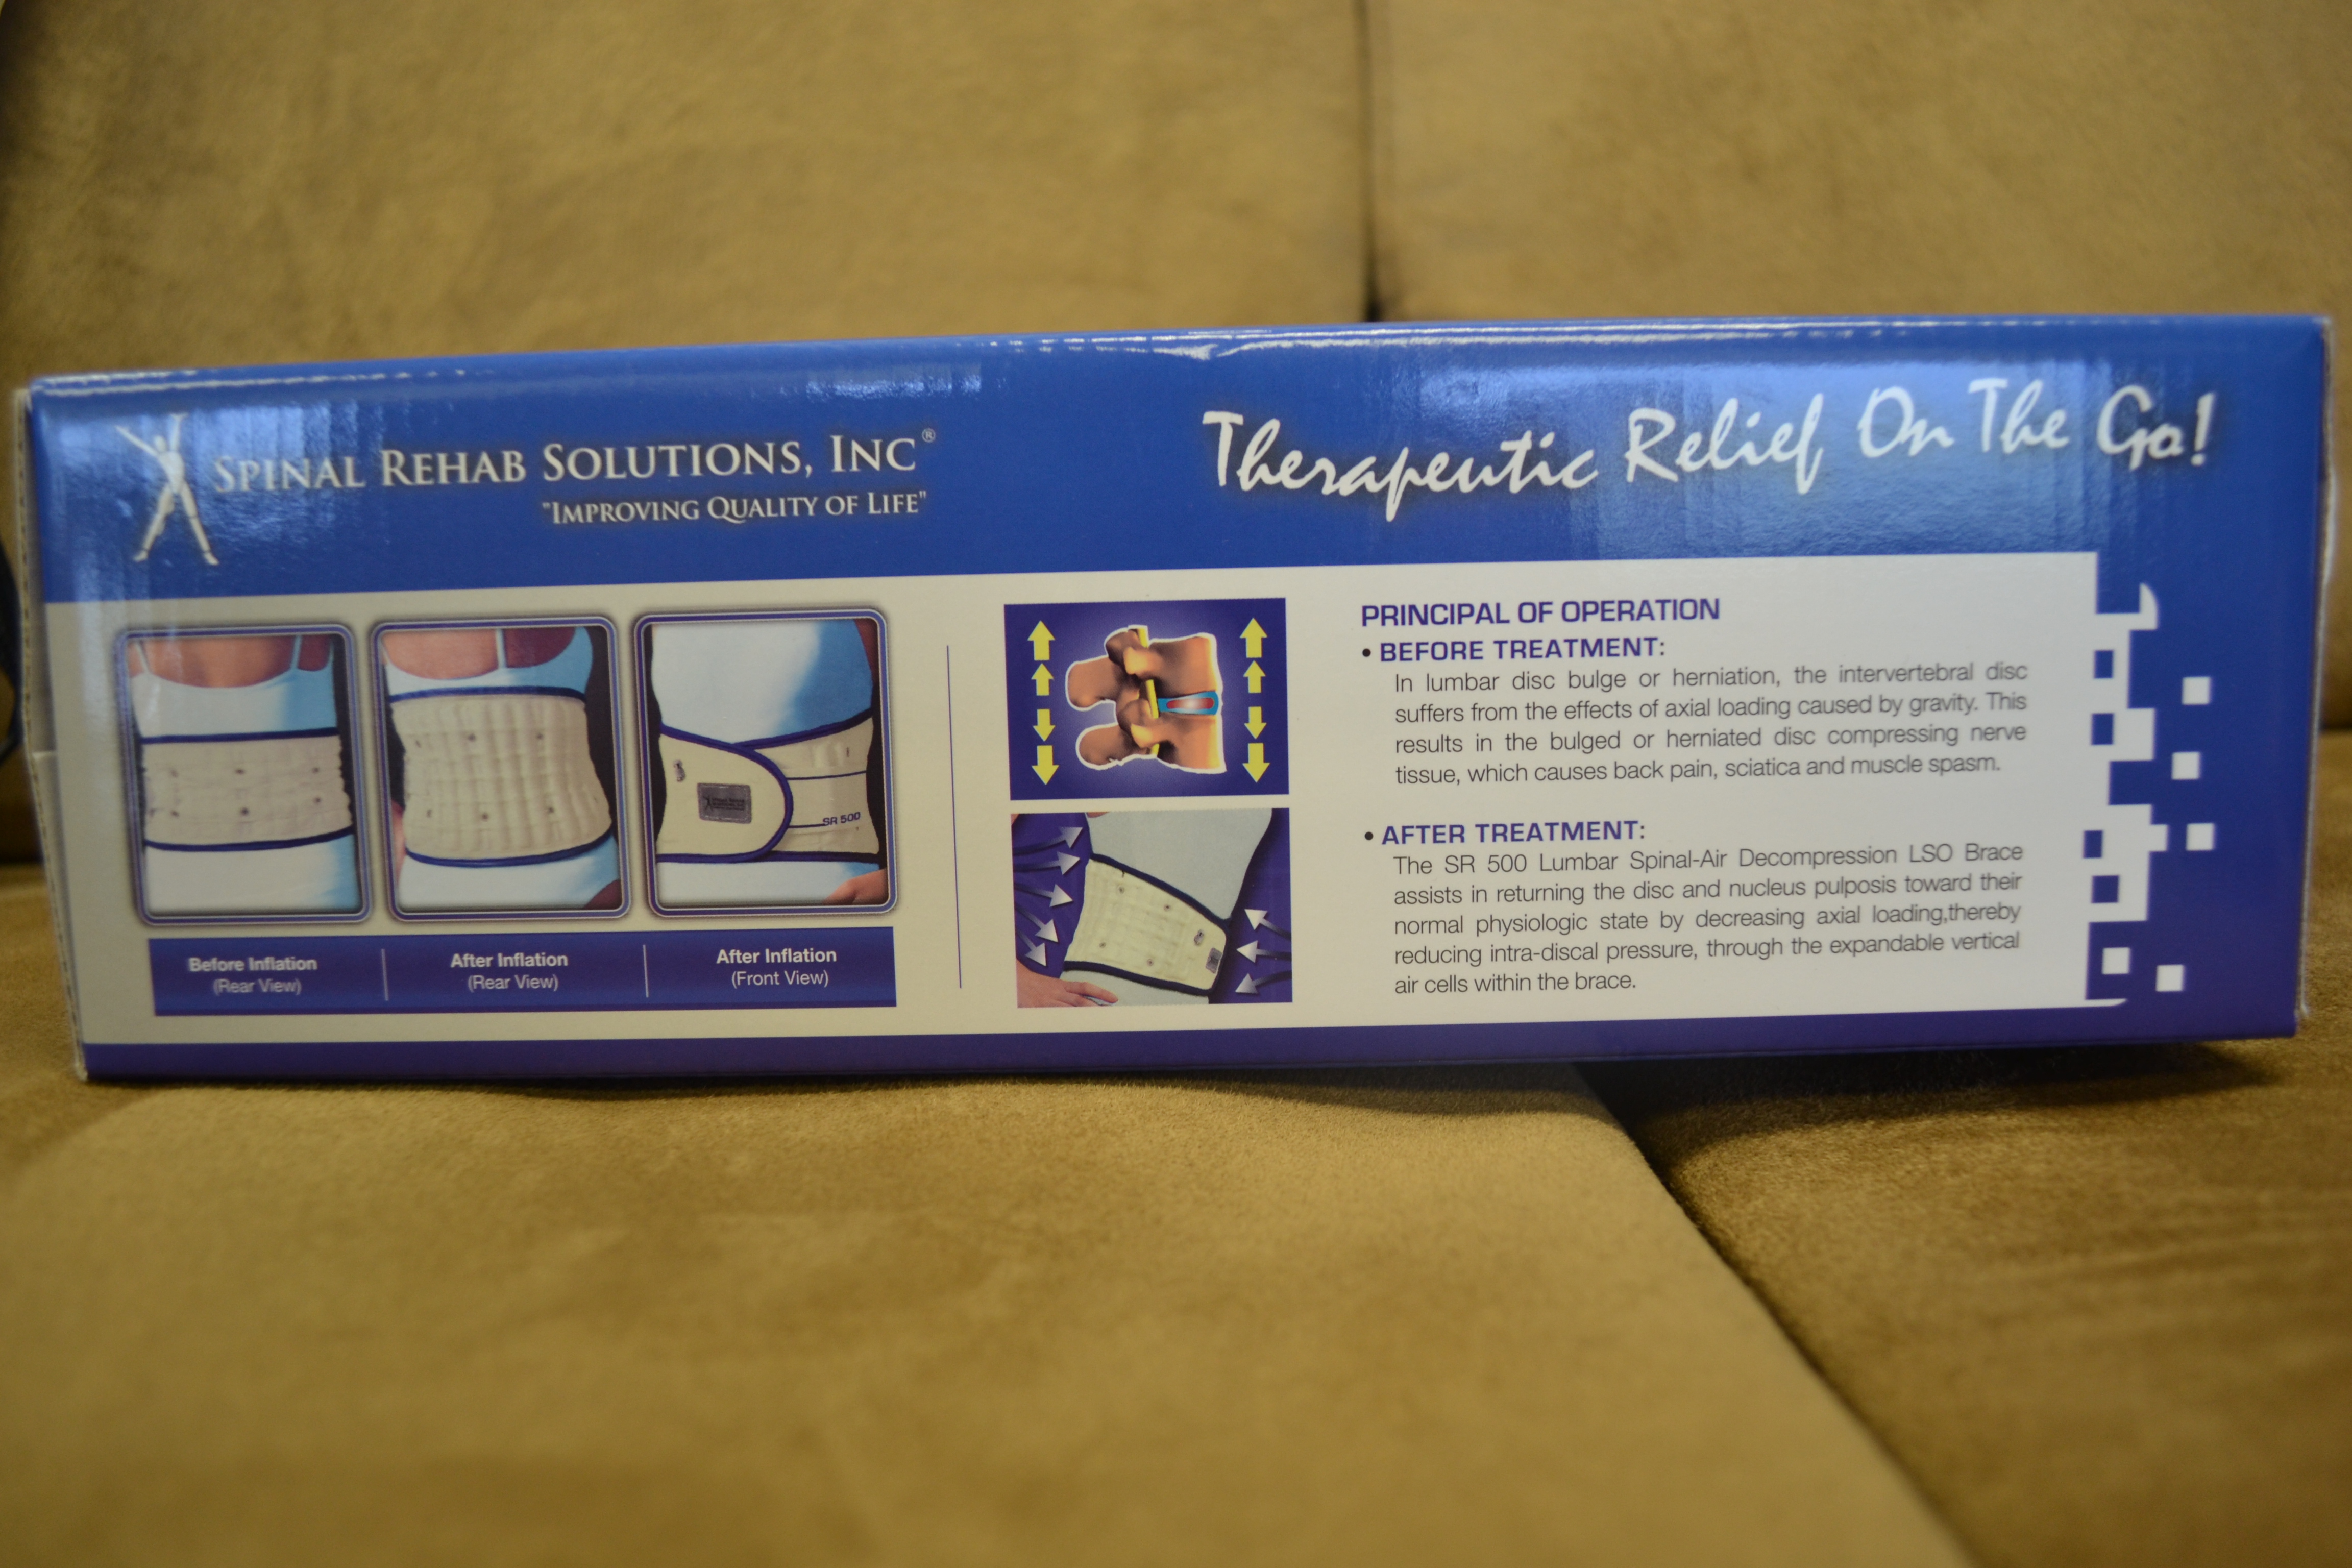 SPINAL REHAB SOLUTIONS, INC®
"IMPROVING QUALITY OF LIFE"
Therapeutic Relief On The Go!
SR 500
Before Inflation
(Rear View)
After Inflation
(Rear View)
After Inflation
(Front View)
PRINCIPAL OF OPERATION
• BEFORE TREATMENT:
In lumbar disc bulge or herniation, the intervertebral disc
suffers from the effects of axial loading caused by gravity. This
results in the bulged or herniated disc compressing nerve
tissue, which causes back pain, sciatica and muscle spasm.
• AFTER TREATMENT:
The SR 500 Lumbar Spinal-Air Decompression LSO Brace
assists in returning the disc and nucleus pulposis toward their
normal physiologic state by decreasing axial loading,thereby
reducing intra-discal pressure, through the expandable vertical
air cells within the brace.